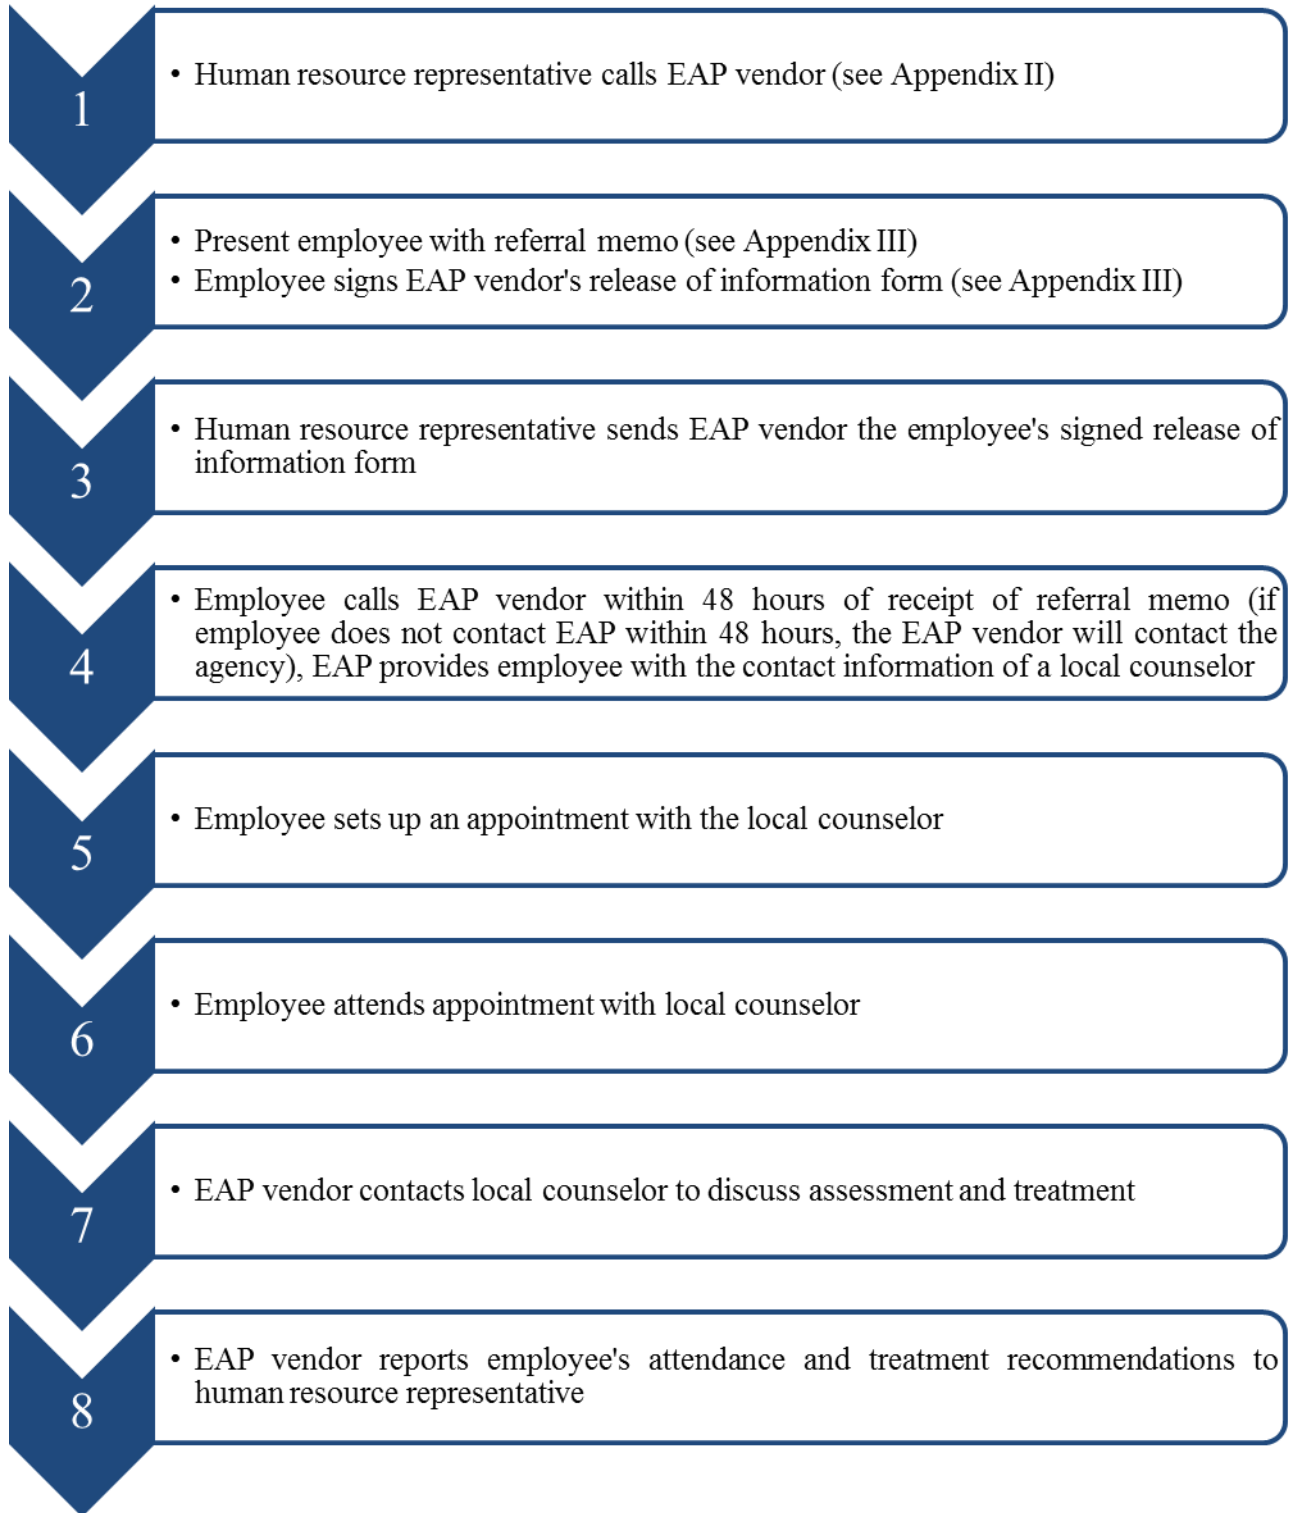 1
• Human resource representative calls EAP vendor (see Appendix II)
2
• Present employee with referral memo (see Appendix III)
• Employee signs EAP vendor's release of information form (see Appendix III)
3
• Human resource representative sends EAP vendor the employee's signed release of
information form
4
• Employee calls EAP vendor within 48 hours of receipt of referral memo (if
employee does not contact EAP within 48 hours, the EAP vendor will contact the
agency), EAP provides employee with the contact information of a local counselor
5
• Employee sets up an appointment with the local counselor
6
• Employee attends appointment with local counselor
7
• EAP vendor contacts local counselor to discuss assessment and treatment
8
• EAP vendor reports employee's attendance and treatment recommendations to
human resource representative